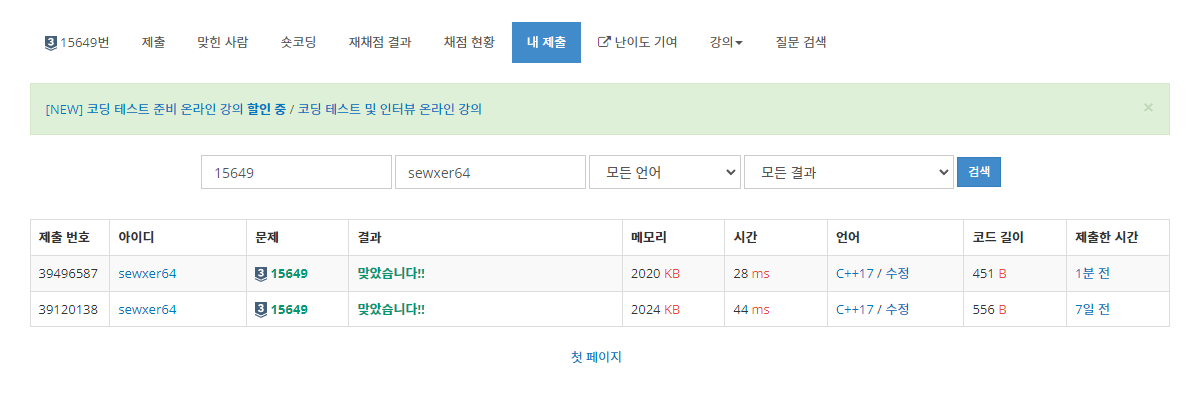 3 15649번 제출 맞힌 사람 숏코딩 재채점 결과 채점 현황 내 제출 난이도 기여 강의 질문 검색
[NEW] 코딩 테스트 준비 온라인 강의 할인 중 / 코딩 테스트 및 인터뷰 온라인 강의 ×
15649 sewxer64 모든 언어 모든 결과 검색
제출 번호 아이디 문제 결과 메모리 시간 언어 코드 길이 제출한 시간
39496587 sewxer64 3 15649 맞았습니다!! 2020 KB 28 ms C++17 / 수정 451 B 1분 전
39120138 sewxer64 3 15649 맞았습니다!! 2024 KB 44 ms C++17 / 수정 556 B 7일 전
첫 페이지